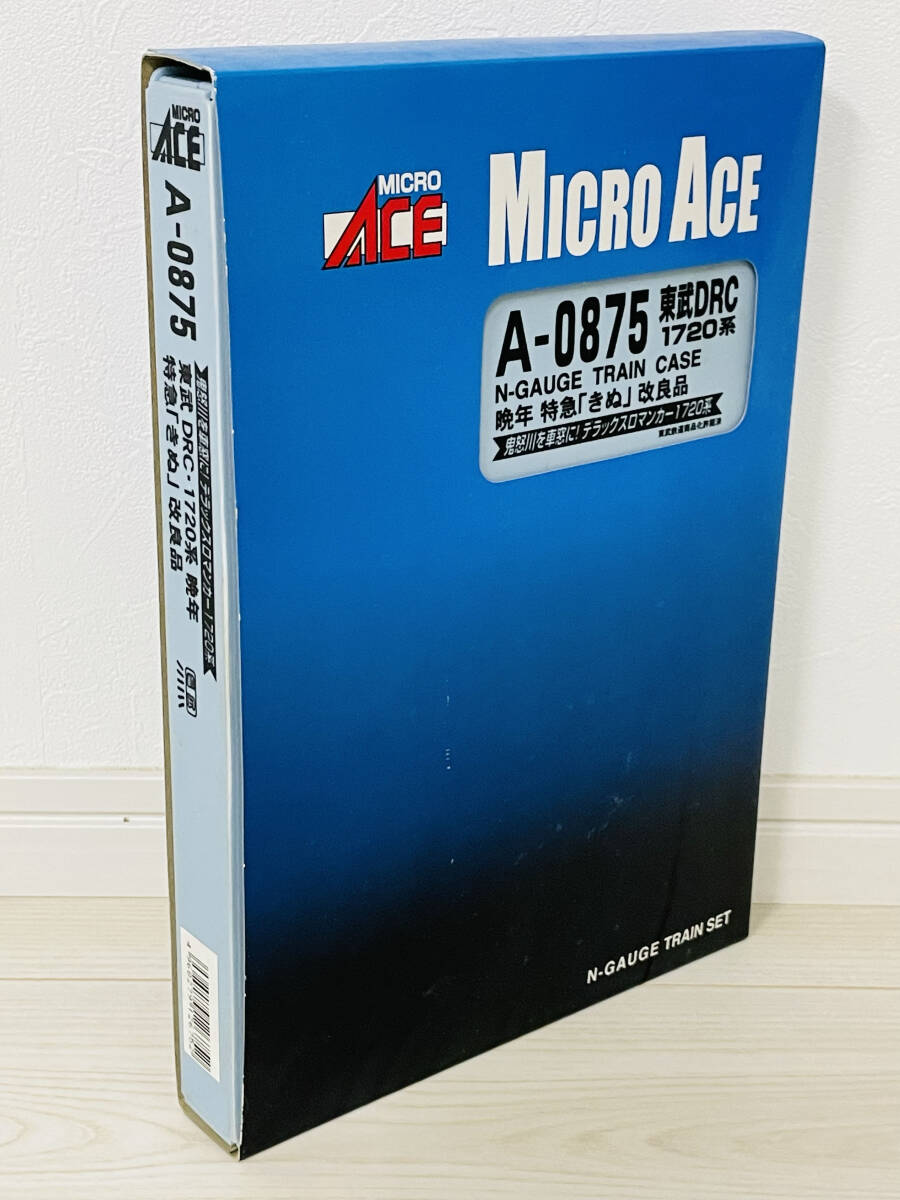 MICRO
ACE
A-0875
鬼怒川を車窓に!デラックスロマンカー1720系
東武 DRC・1720系 晩年
特急「きぬ」 改良品
MICRO
ACE
MICRO ACE
A-0875
東武DRC
1720系
N-GAUGE TRAIN CASE
晩年 特急「きぬ」改良品
鬼怒川を車窓に!デラックスロマンカー1720系
東武鉄道商品化許諾済
N-GAUGE TRAIN SET